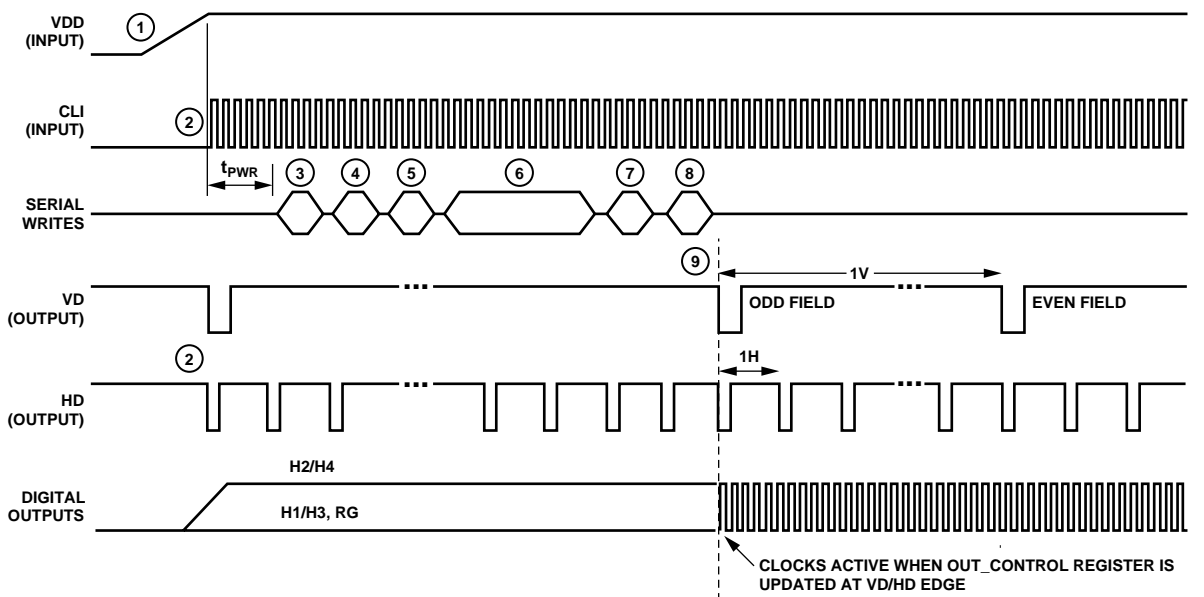 VDD
(INPUT)
1
CLI
(INPUT)
2
tPWR
3
4
5
6
7
8
SERIAL
WRITES
9
1V
VD
(OUTPUT)
ODD FIELD
EVEN FIELD
2
1H
HD
(OUTPUT)
H2/H4
DIGITAL
OUTPUTS
H1/H3, RG
CLOCKS ACTIVE WHEN OUT_CONTROL REGISTER IS
UPDATED AT VD/HD EDGE